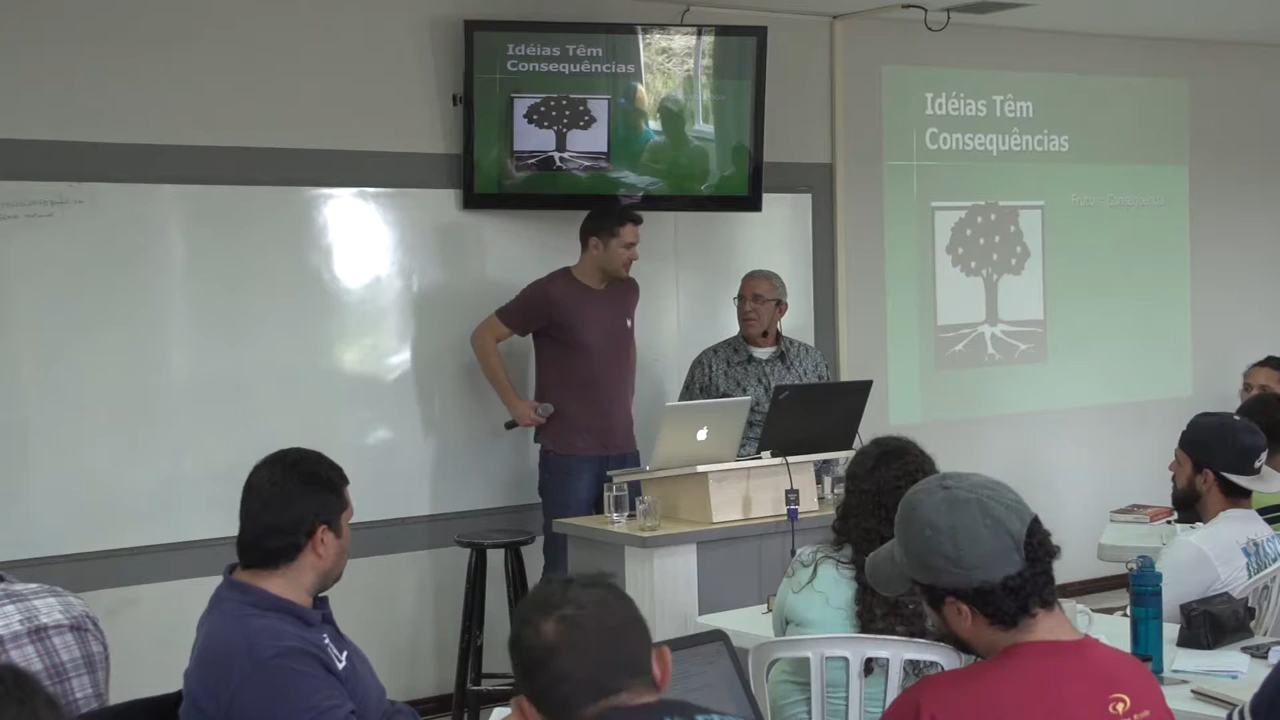 Idéias Têm
Consequências
Idéias Têm
Consequências
Fruto = Consequência